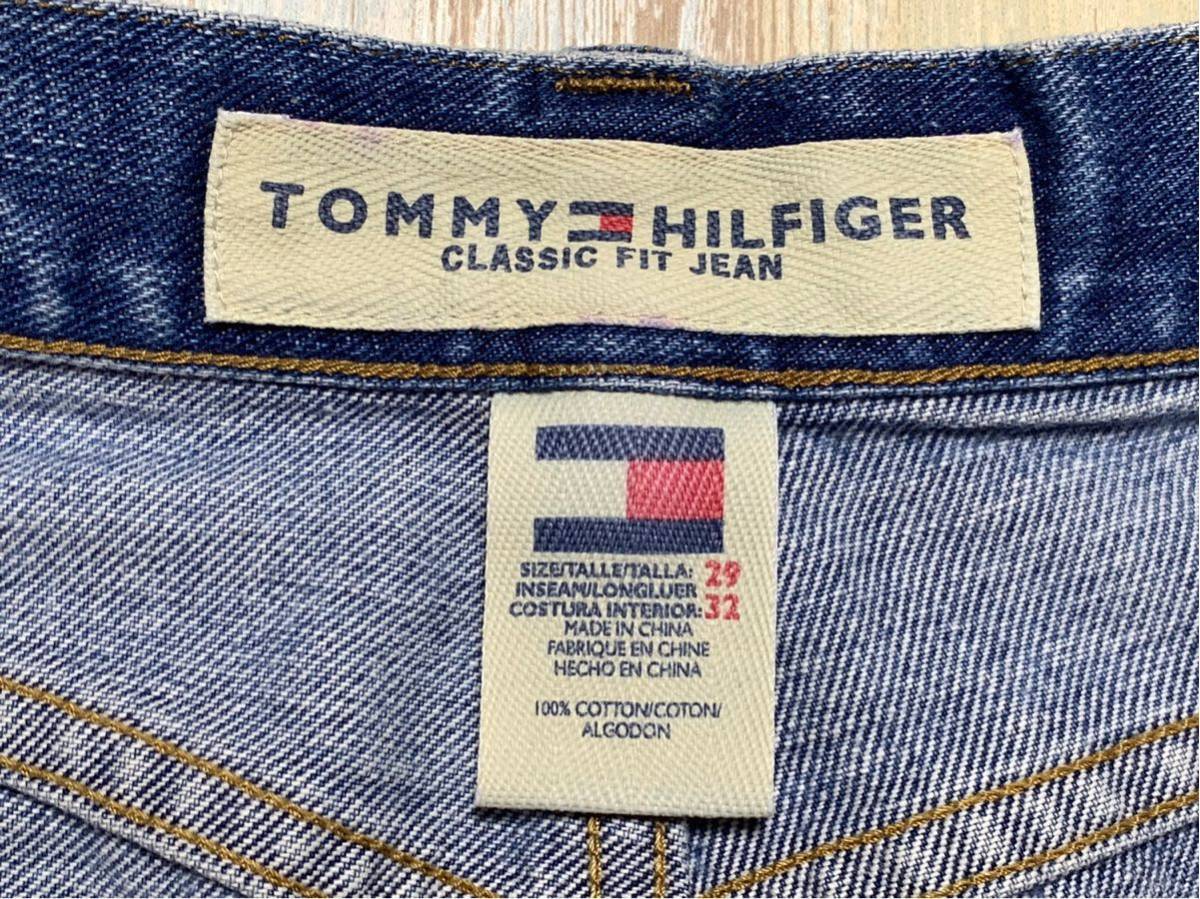 TOMMY HILFIGER
CLASSIC FIT JEAN
SIZE/TALLE/TALLA: 29
INSEAM/LONGLUER
COSTURA INTERIOR: 32
MADE IN CHINA
FABRIQUE EN CHINE
HECHO EN CHINA
100% COTTON/COTON/
ALGODON